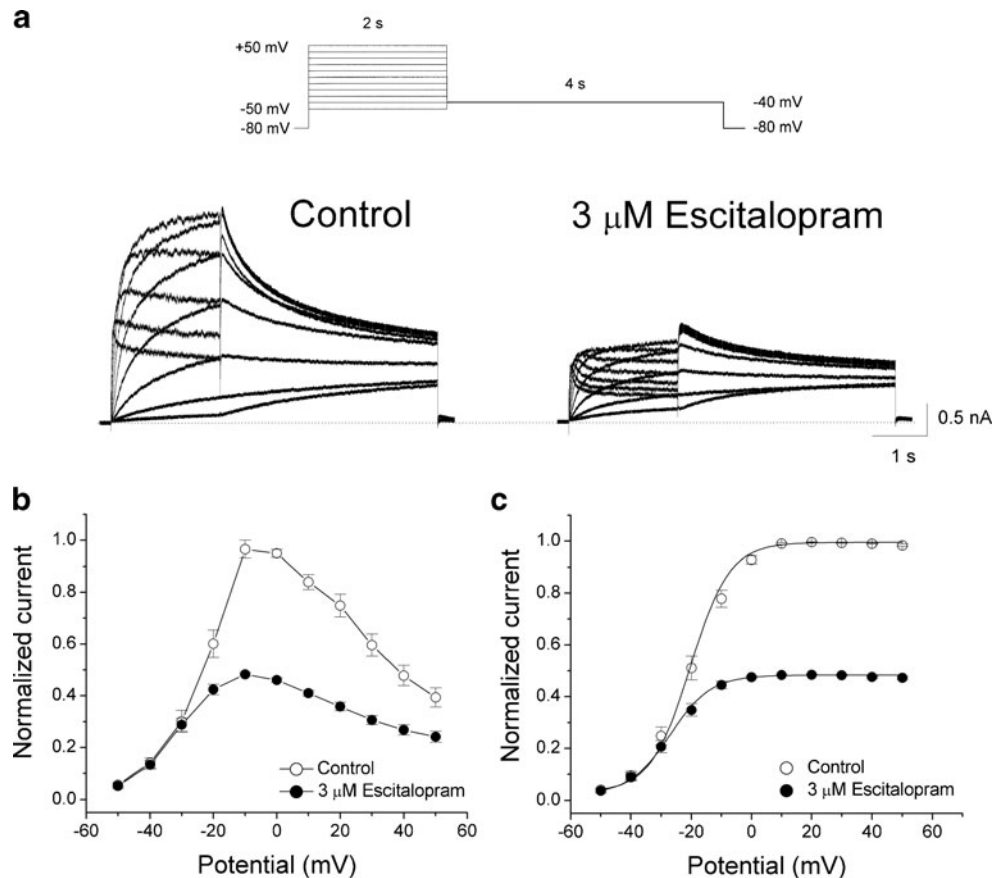 a
2 s
+50 mV
4 s
-50 mV
-40 mV
-80 mV
-80 mV
Control
3 µM Escitalopram
0.5 nA
1 s
b
Normalized current
1.0
0.8
0.6
0.4
0.2
0.0
-60 -40 -20 0 20 40 60
Potential (mV)
Control
3 µM Escitalopram
c
Normalized current
1.0
0.8
0.6
0.4
0.2
0.0
-60 -40 -20 0 20 40 60
Potential (mV)
Control
3 µM Escitalopram